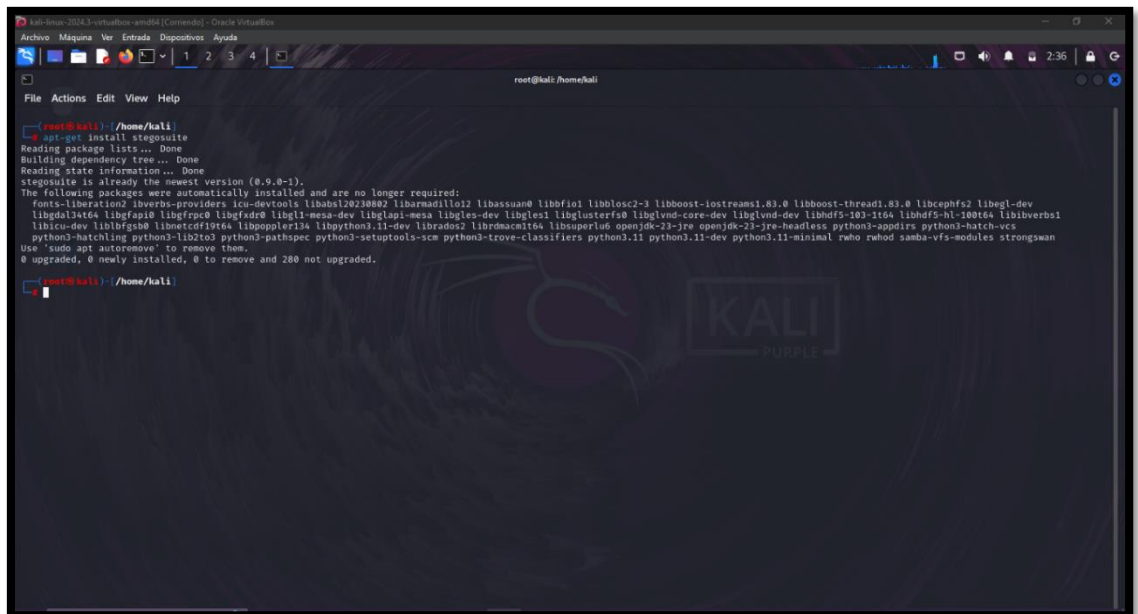 kali-linux-2024.3-virtualbox-amd64 [Corriendo] - Oracle VirtualBox
Archivo Máquina Ver Entrada Dispositivos Ayuda
1 2 3 4 2:36
root@kali: /home/kali
File Actions Edit View Help
(root㉿kali)-[/home/kali]
# apt-get install stegosuite
Reading package lists... Done
Building dependency tree... Done
Reading state information... Done
stegosuite is already the newest version (0.9.0-1).
The following packages were automatically installed and are no longer required:
fonts-liberation2 ibverbs-providers icu-devtools libabsl20230802 libarmadillo12 libassuan0 libbfio1 libblosc2-3 libboost-iostreams1.83.0 libboost-thread1.83.0 libcephfs2 libegl-dev
libgdal34t64 libgfapi0 libgfrpc0 libgfxdr0 libgl1-mesa-dev libglapi-mesa libgles-dev libgles1 libglusterfs0 libglvnd-core-dev libglvnd-dev libhdf5-103-1t64 libhdf5-hl-100t64 libibverbs1
libicu-dev liblbfgsb0 libnetcdf19t64 libpoppler134 libpython3.11-dev librados2 librdmacm1t64 libsuperlu6 openjdk-23-jre openjdk-23-jre-headless python3-appdirs python3-hatch-vcs
python3-hatchling python3-lib2to3 python3-pathspec python3-setuptools-scm python3-trove-classifiers python3.11 python3.11-dev python3.11-minimal rwho rwhod samba-vfs-modules strongswan
Use 'sudo apt autoremove' to remove them.
0 upgraded, 0 newly installed, 0 to remove and 280 not upgraded.
(root㉿kali)-[/home/kali]
#
KALI
PURPLE